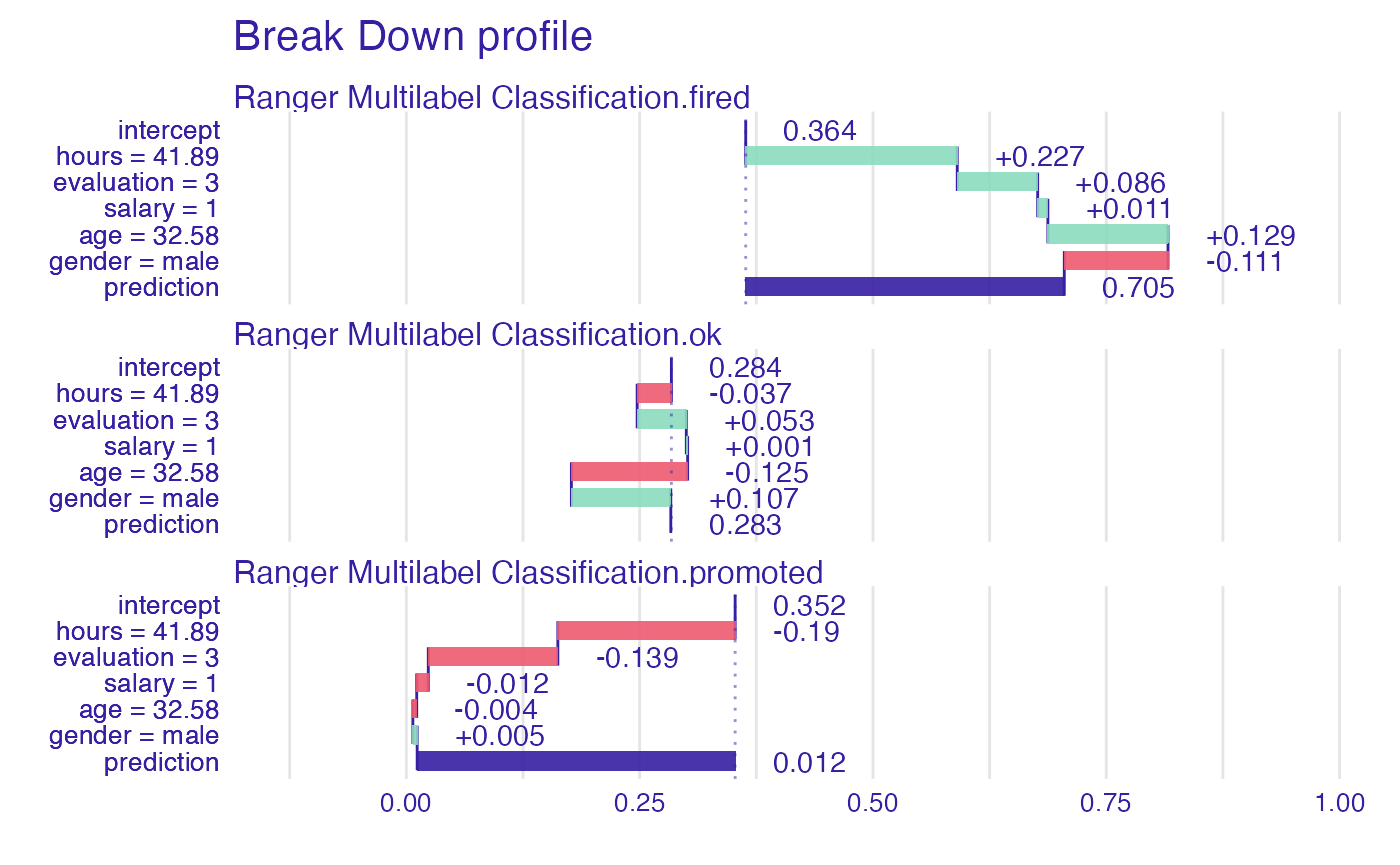 Break Down profile
Ranger Multilabel Classification.fired
intercept 0.364
hours = 41.89 +0.227
evaluation = 3 +0.086
salary = 1 +0.011
age = 32.58 +0.129
gender = male -0.111
prediction 0.705
Ranger Multilabel Classification.ok
intercept 0.284
hours = 41.89 -0.037
evaluation = 3 +0.053
salary = 1 +0.001
age = 32.58 -0.125
gender = male +0.107
prediction 0.283
Ranger Multilabel Classification.promoted
intercept 0.352
hours = 41.89 -0.19
evaluation = 3 -0.139
salary = 1 -0.012
age = 32.58 -0.004
gender = male +0.005
prediction 0.012
0.00 0.25 0.50 0.75 1.00